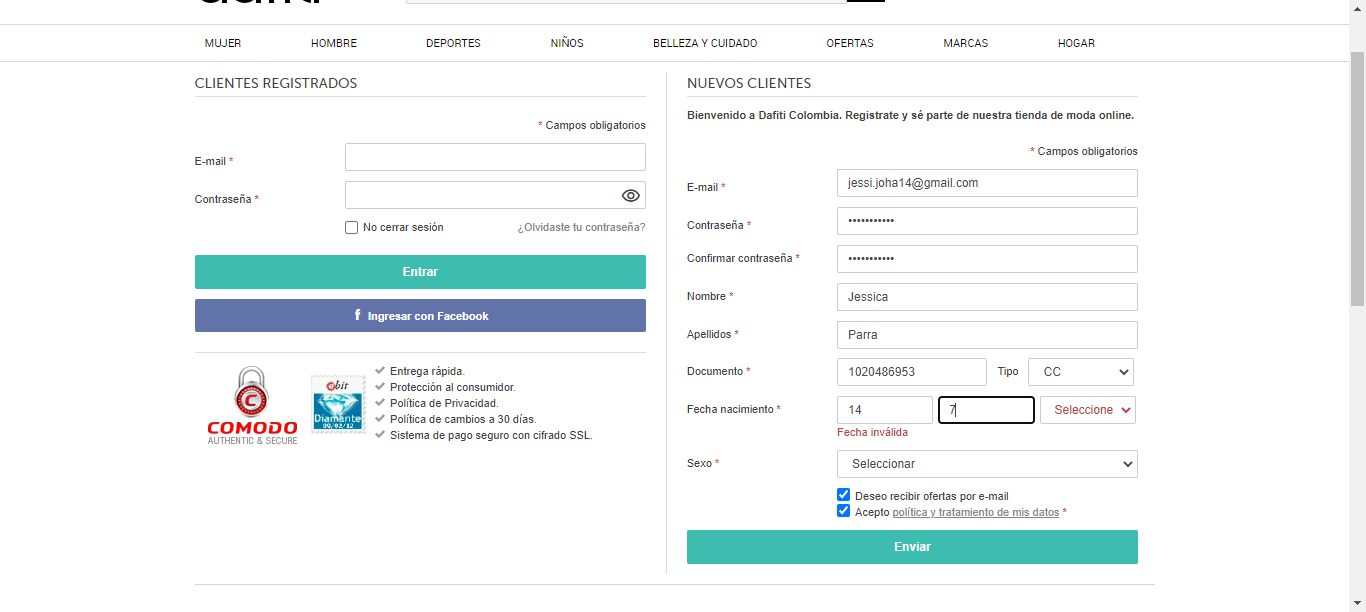 MUJER HOMBRE DEPORTES NIÑOS BELLEZA Y CUIDADO OFERTAS MARCAS HOGAR
CLIENTES REGISTRADOS
* Campos obligatorios
E-mail *
Contraseña *
No cerrar sesión ¿Olvidaste tu contraseña?
Entrar
f Ingresar con Facebook
COMODO
AUTHENTIC & SECURE
ebit
Diamante
09/02/12
Entrega rápida.
Protección al consumidor.
Política de Privacidad.
Política de cambios a 30 días.
Sistema de pago seguro con cifrado SSL.
NUEVOS CLIENTES
Bienvenido a Dafiti Colombia. Registrate y sé parte de nuestra tienda de moda online.
* Campos obligatorios
E-mail * jessi.joha14@gmail.com
Contraseña * •••••••••••
Confirmar contraseña * •••••••••••
Nombre * Jessica
Apellidos * Parra
Documento * 1020486953 Tipo CC
Fecha nacimiento * 14 7 Seleccione
Fecha inválida
Sexo * Seleccionar
Deseo recibir ofertas por e-mail
Acepto política y tratamiento de mis datos *
Enviar